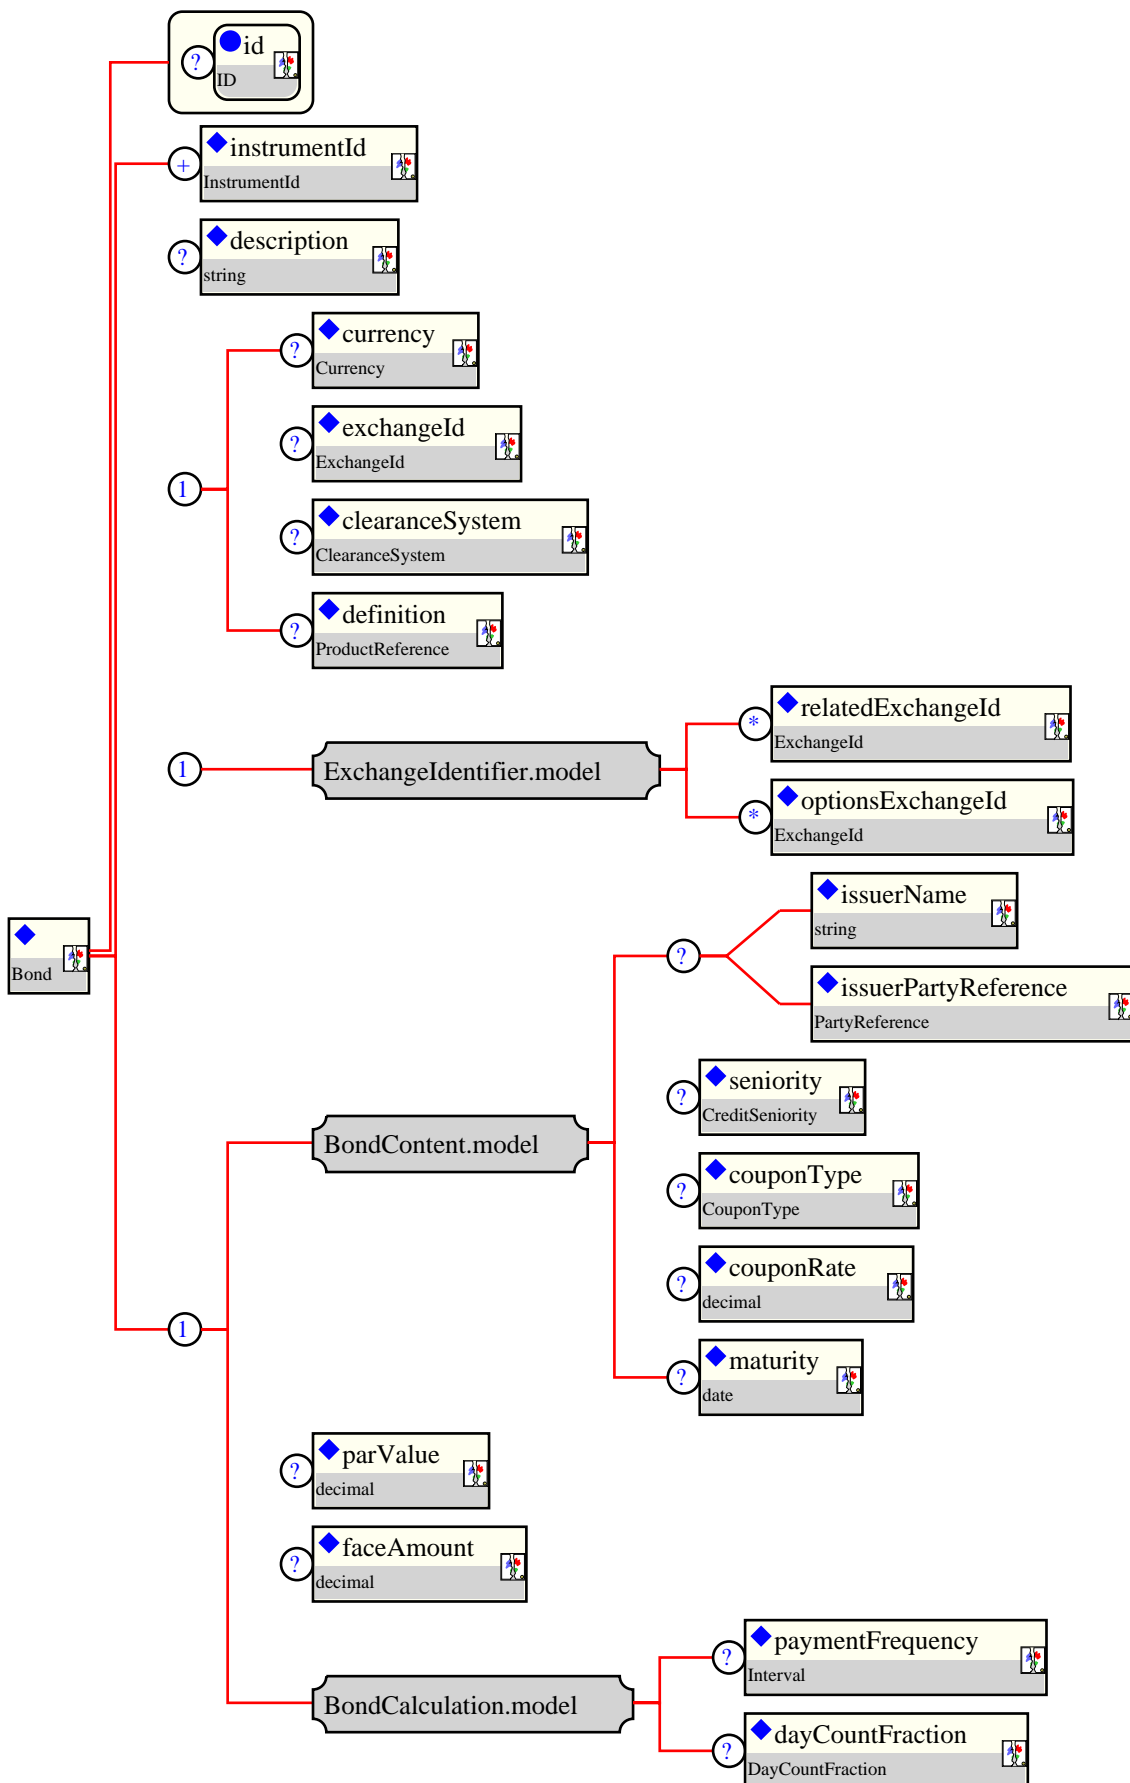 ?
id
ID
+
instrumentId
InstrumentId
?
description
string
1
?
currency
Currency
?
exchangeId
ExchangeId
?
clearanceSystem
ClearanceSystem
?
definition
ProductReference
1
ExchangeIdentifier.model
*
relatedExchangeId
ExchangeId
*
optionsExchangeId
ExchangeId
Bond
1
BondContent.model
?
issuerName
string
issuerPartyReference
PartyReference
?
seniority
CreditSeniority
?
couponType
CouponType
?
couponRate
decimal
?
maturity
date
?
parValue
decimal
?
faceAmount
decimal
BondCalculation.model
?
paymentFrequency
Interval
?
dayCountFraction
DayCountFraction